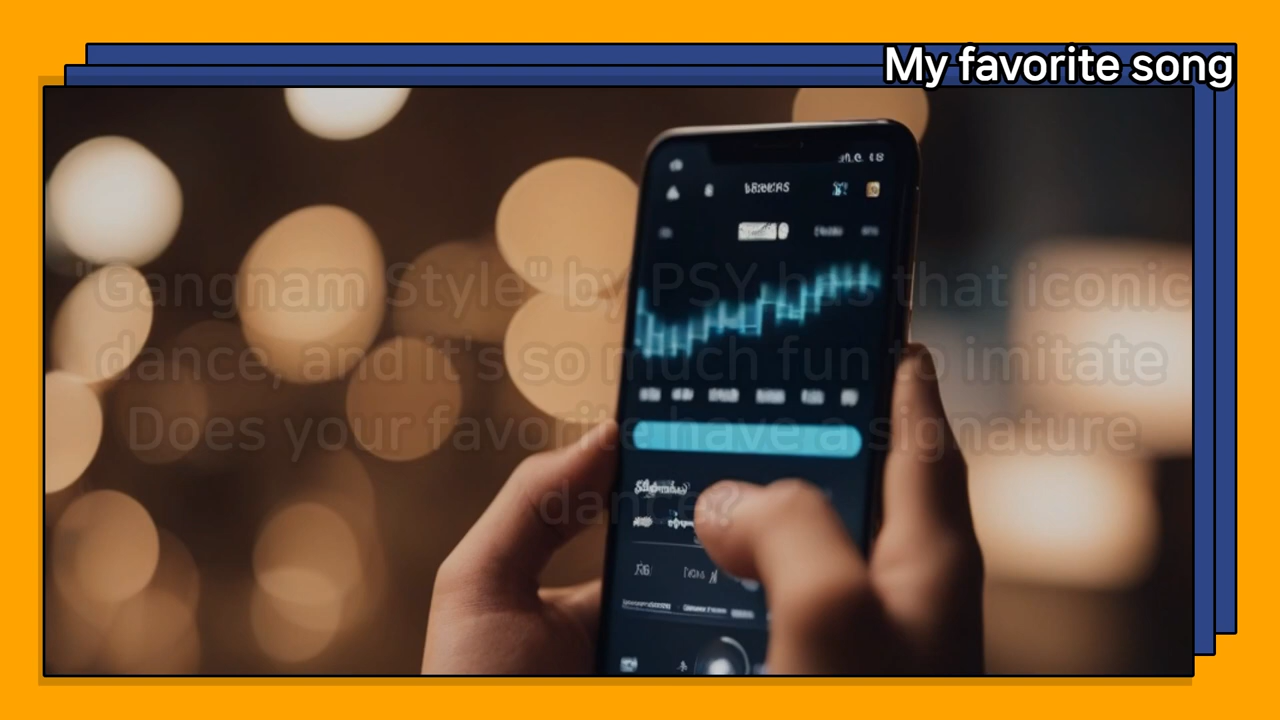 My favorite song
"Gangnam Style" by PSY has that iconic
dance, and it's so much fun to imitate
Does your favorite have a signature
dance?